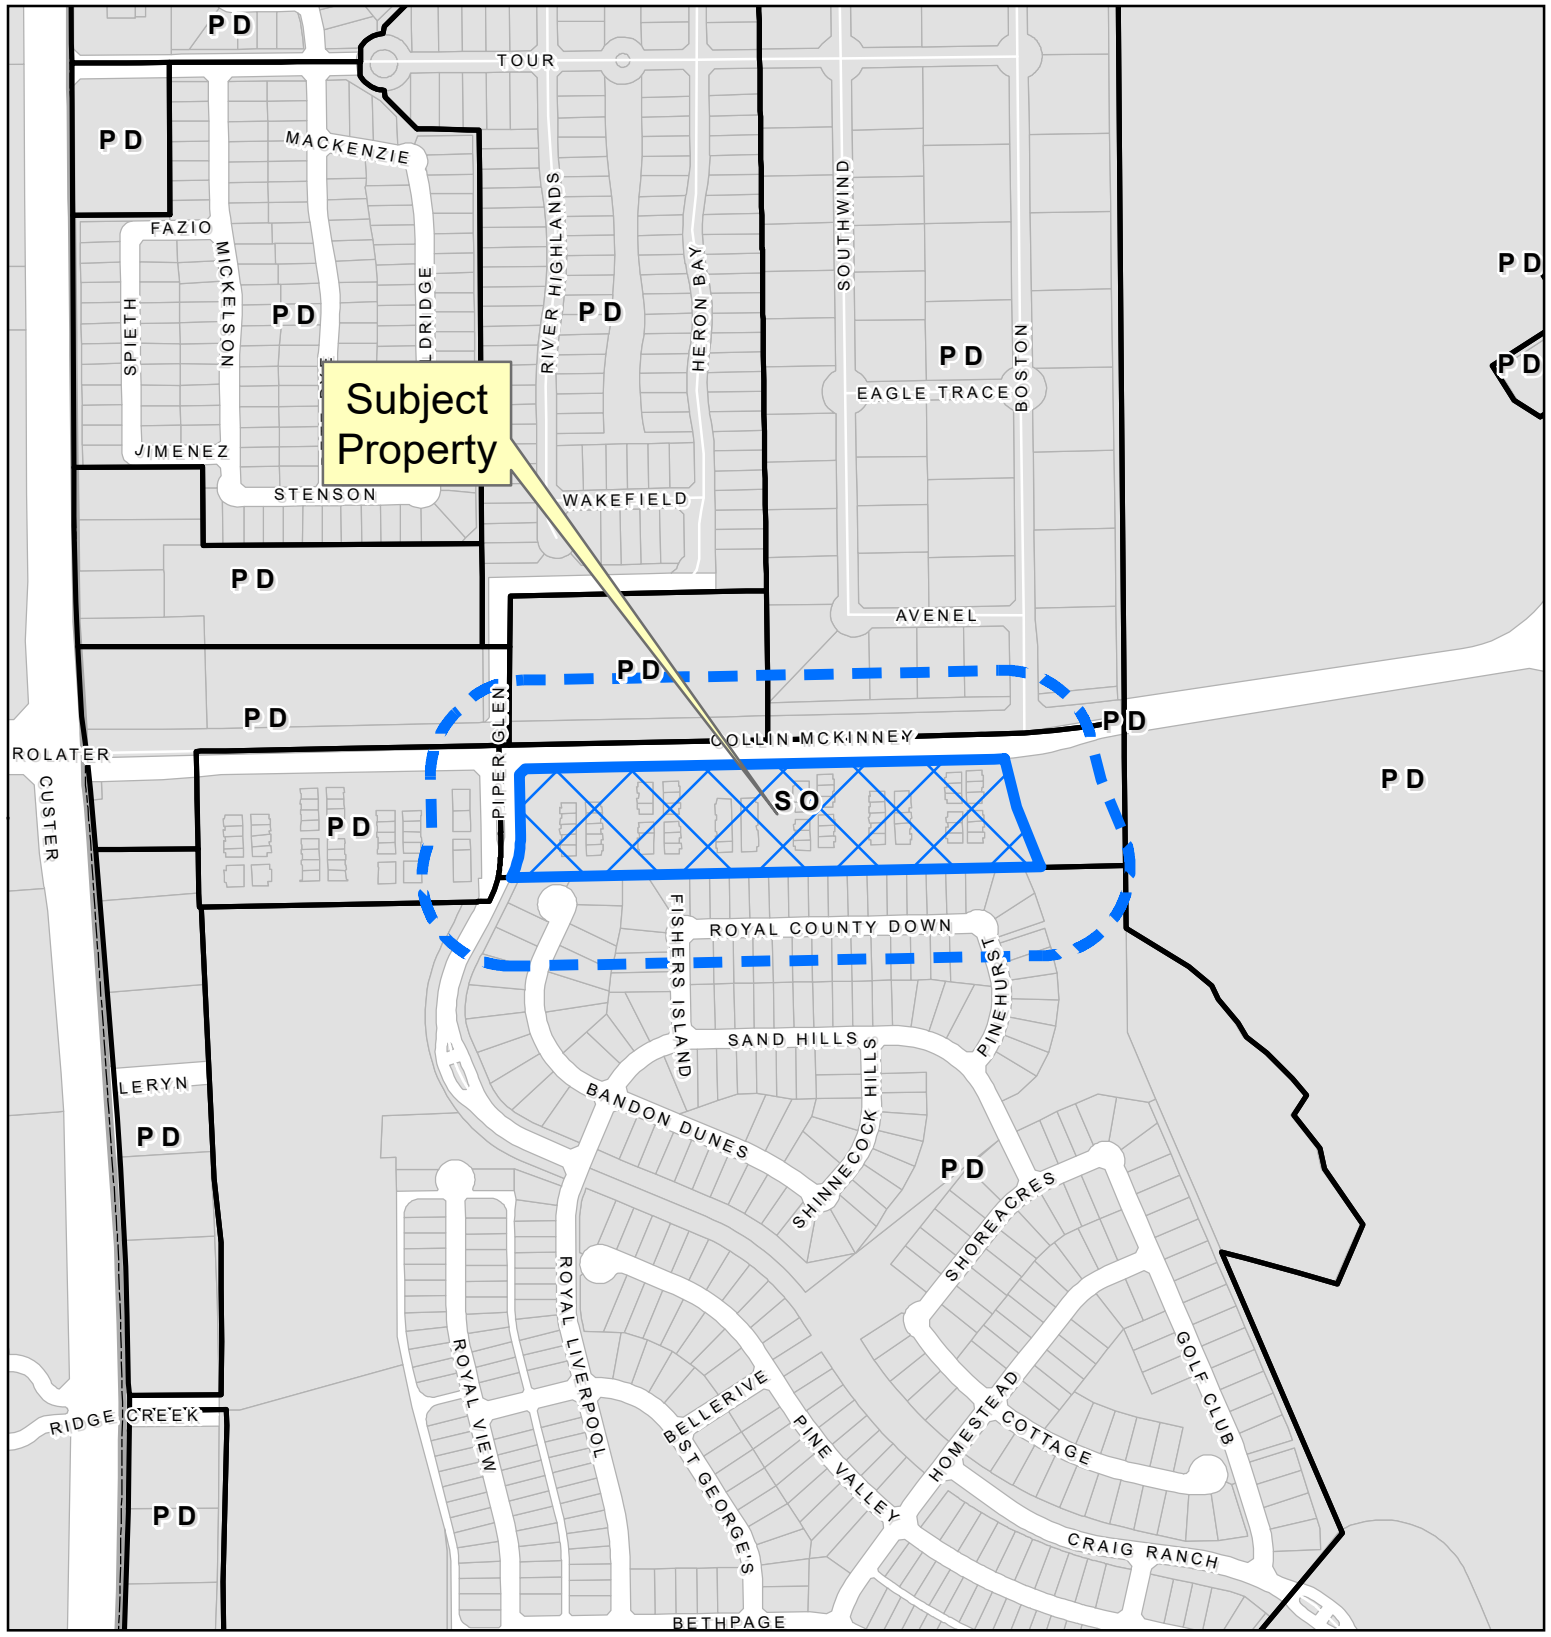 PD
TOUR
PD
MACKENZIE
FAZIO
MICKELSON
SPIETH
PD
LDRIDGE
RIVER HIGHLANDS
PD
HERON BAY
SOUTHWIND
PD
BOSTON
EAGLE TRACE
PD
PD
Subject
Property
JIMENEZ
STENSON
WAKEFIELD
PD
AVENEL
PD
PD
PIPER GLEN
COLLIN MCKINNEY
PD
ROLATER
CUSTER
PD
SO
PD
FISHERS ISLAND
ROYAL COUNTY DOWN
PINEHURST
SAND HILLS
LERYN
BANDON DUNES
SHINNECOCK HILLS
PD
PD
SHOREACRES
ROYAL LIVERPOOL
ROYAL VIEW
BELLERIVE
GOLF CLUB
HOMESTEAD
COTTAGE
RIDGE CREEK
PINE VALLEY
ST GEORGE'S
PD
CRAIG RANCH
BETHPAGE